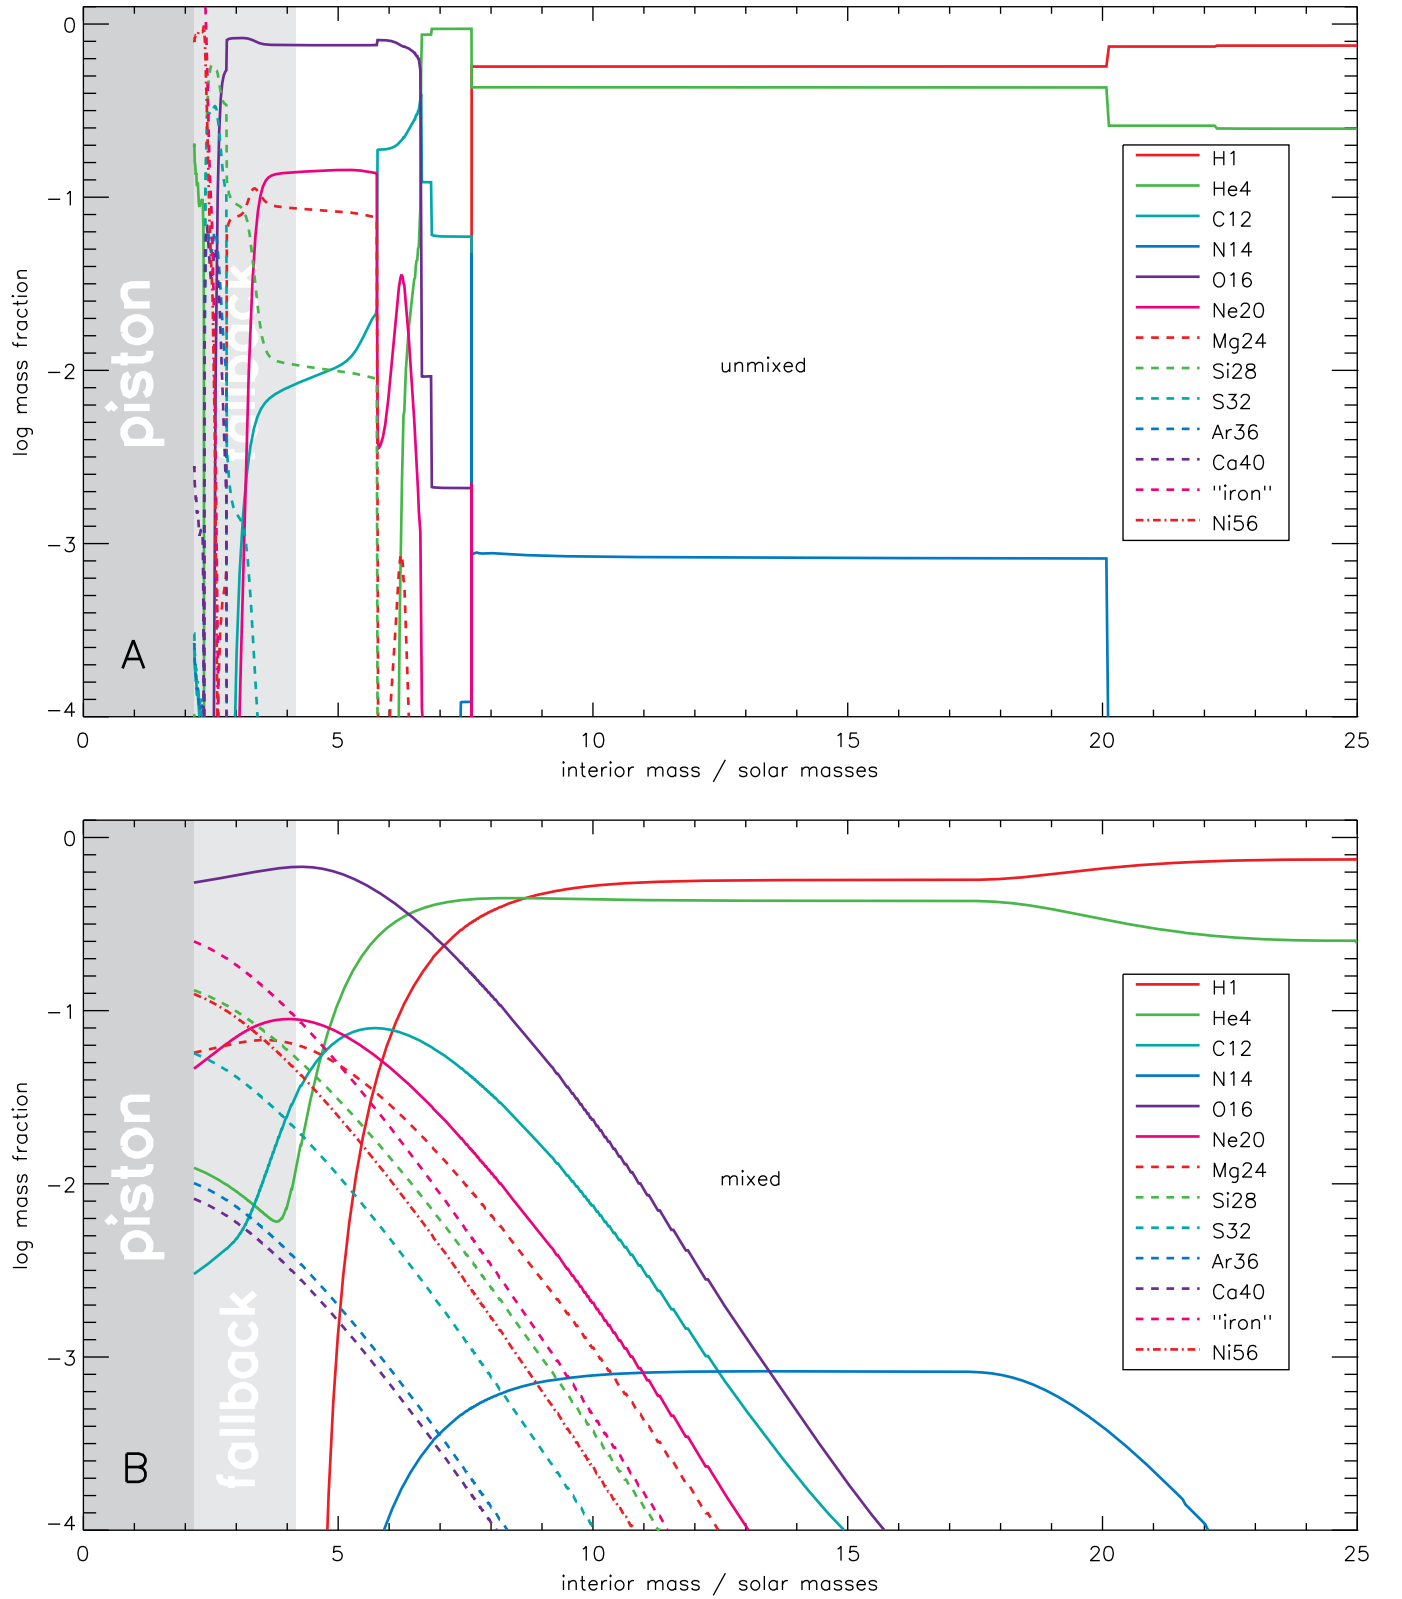 0
−1
−2
−3
−4
log mass fraction
piston
fallback
A
unmixed
H1
He4
C12
N14
O16
Ne20
Mg24
Si28
S32
Ar36
Ca40
"iron"
Ni56
0 5 10 15 20 25
interior mass / solar masses
0
−1
−2
−3
−4
log mass fraction
piston
fallback
B
mixed
H1
He4
C12
N14
O16
Ne20
Mg24
Si28
S32
Ar36
Ca40
"iron"
Ni56
0 5 10 15 20 25
interior mass / solar masses